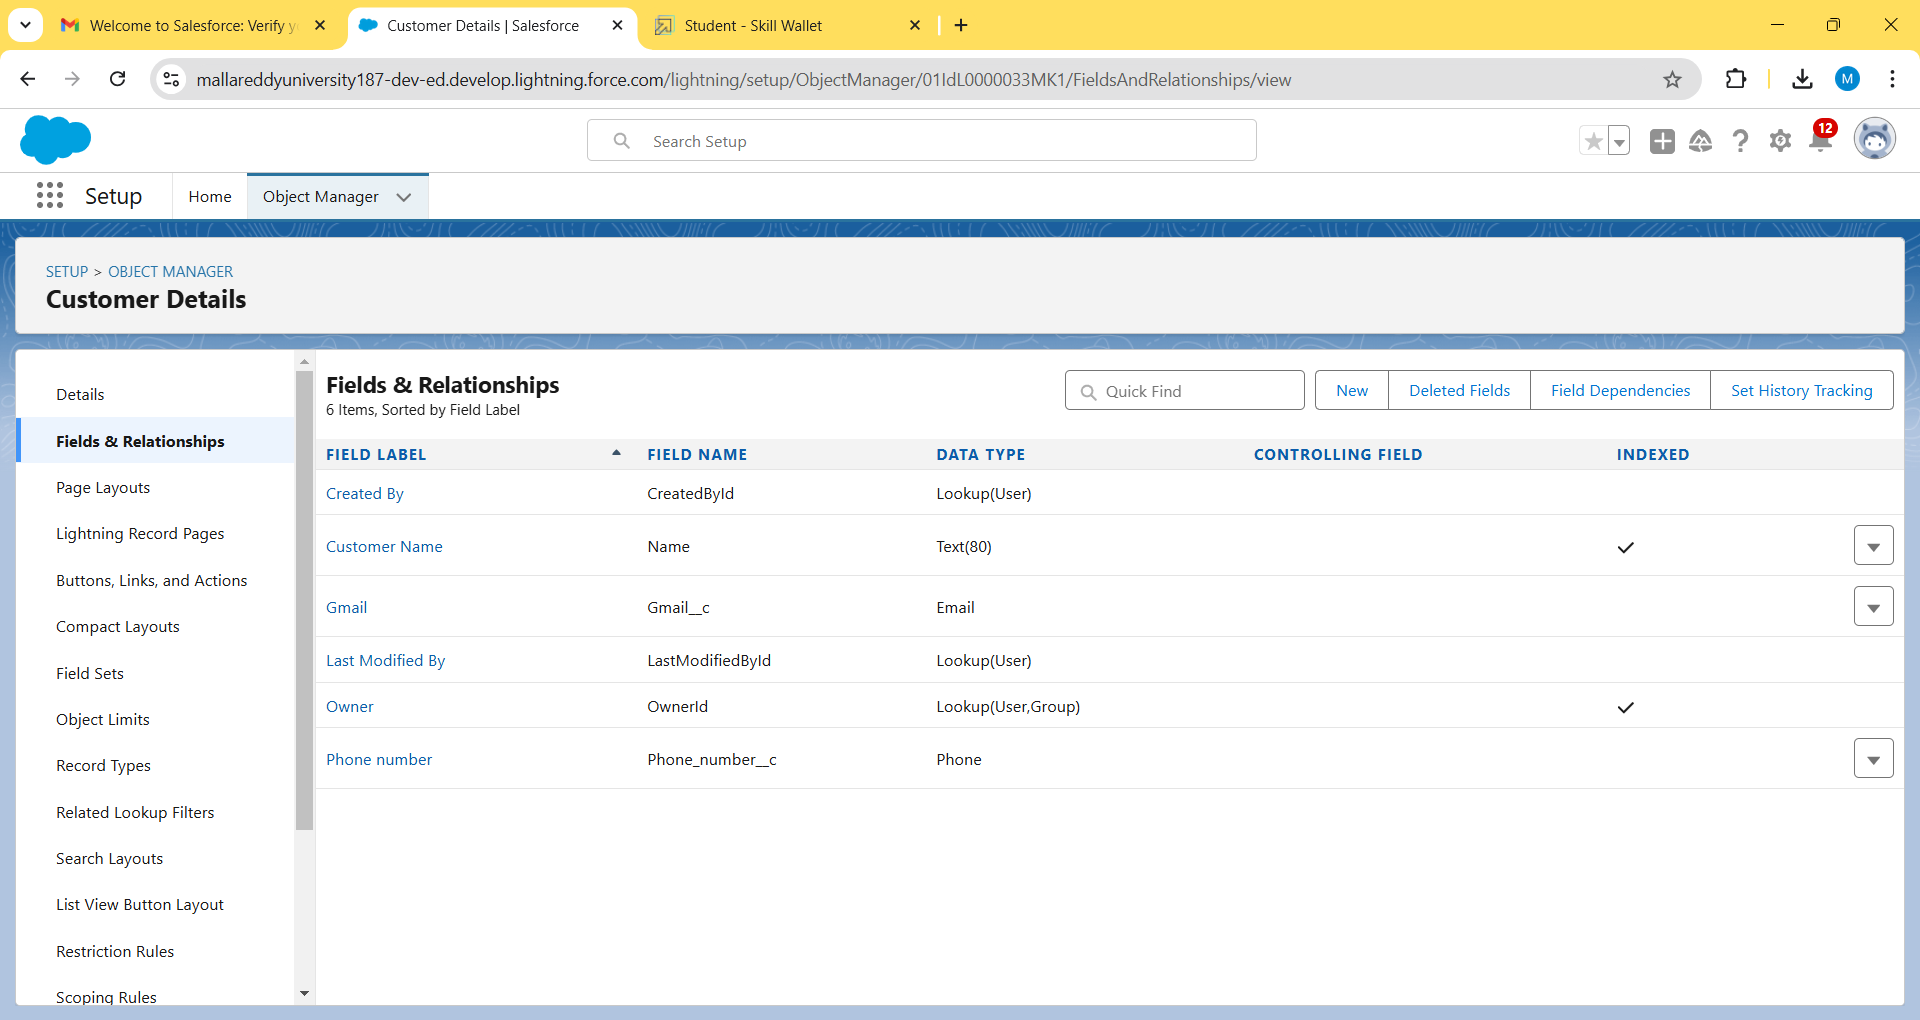 Welcome to Salesforce: Verify y
Customer Details | Salesforce
Student - Skill Wallet
mallareddyuniversity187-dev-ed.develop.lightning.force.com/lightning/setup/ObjectManager/01IdL0000033MK1/FieldsAndRelationships/view
M
Search Setup
12
Setup
Home
Object Manager
SETUP > OBJECT MANAGER
Customer Details
Details
Fields & Relationships
Page Layouts
Lightning Record Pages
Buttons, Links, and Actions
Compact Layouts
Field Sets
Object Limits
Record Types
Related Lookup Filters
Search Layouts
List View Button Layout
Restriction Rules
Scoping Rules
Fields & Relationships
6 Items, Sorted by Field Label
Quick Find
New
Deleted Fields
Field Dependencies
Set History Tracking
FIELD LABEL FIELD NAME DATA TYPE CONTROLLING FIELD INDEXED
Created By CreatedById Lookup(User)
Customer Name Name Text(80)
Gmail Gmail__c Email
Last Modified By LastModifiedById Lookup(User)
Owner OwnerId Lookup(User,Group)
Phone number Phone_number__c Phone